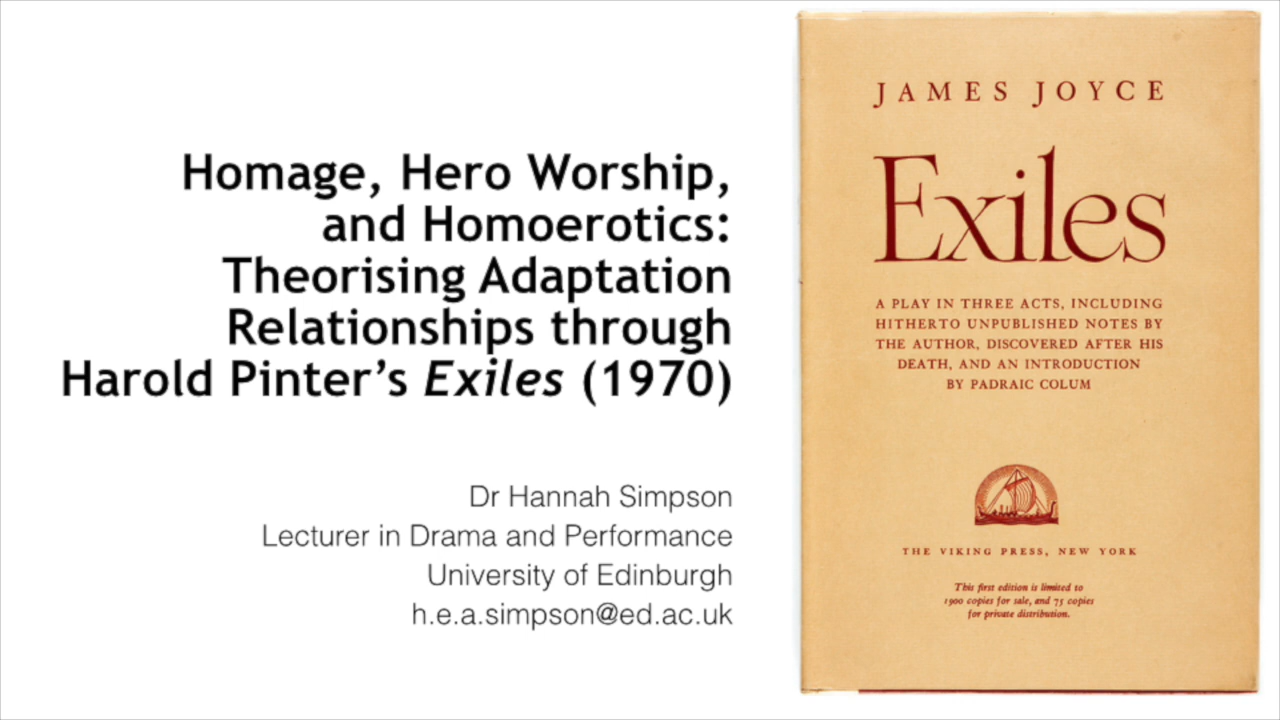 Homage, Hero Worship,
and Homoerotics:
Theorising Adaptation
Relationships through
Harold Pinter’s Exiles (1970)
Dr Hannah Simpson
Lecturer in Drama and Performance
University of Edinburgh
h.e.a.simpson@ed.ac.uk
JAMES JOYCE
Exiles
A PLAY IN THREE ACTS, INCLUDING
HITHERTO UNPUBLISHED NOTES BY
THE AUTHOR, DISCOVERED AFTER HIS
DEATH, AND AN INTRODUCTION
BY PADRAIC COLUM
THE VIKING PRESS, NEW YORK
This first edition is limited to
1900 copies for sale, and 75 copies
for private distribution.